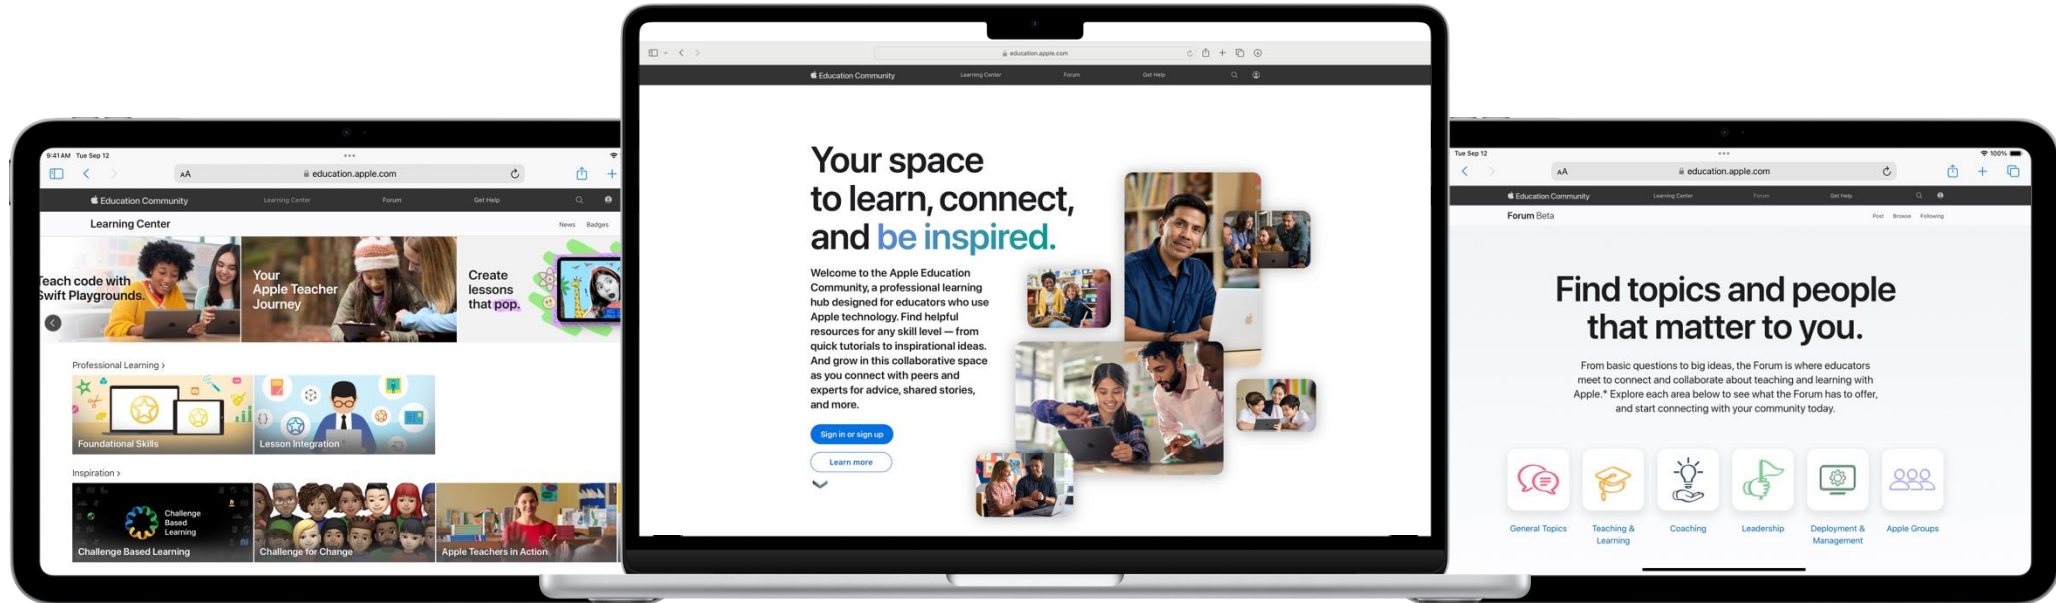 9:41 AM Tue Sep 12
AA
education.apple.com
Education Community
Learning Center
Forum
Get Help
Learning Center
News
Badges
Teach code with
Swift Playgrounds.
Your
Apple Teacher
Journey
Create
lessons
that pop.
Professional Learning >
Foundational Skills
Lesson Integration
Inspiration >
Challenge
Based
Learning
Challenge Based Learning
Challenge for Change
Apple Teachers in Action
education.apple.com
Education Community
Learning Center
Forum
Get Help
Your space
to learn, connect,
and be inspired.
Welcome to the Apple Education
Community, a professional learning
hub designed for educators who use
Apple technology. Find helpful
resources for any skill level — from
quick tutorials to inspirational ideas.
And grow in this collaborative space
as you connect with peers and
experts for advice, shared stories,
and more.
Sign in or sign up
Learn more
Tue Sep 12
100%
AA
education.apple.com
Education Community
Learning Center
Forum
Get Help
Forum Beta
Post
Browse
Following
Find topics and people
that matter to you.
From basic questions to big ideas, the Forum is where educators
meet to connect and collaborate about teaching and learning with
Apple.* Explore each area below to see what the Forum has to offer,
and start connecting with your community today.
General Topics
Teaching &
Learning
Coaching
Leadership
Deployment &
Management
Apple Groups